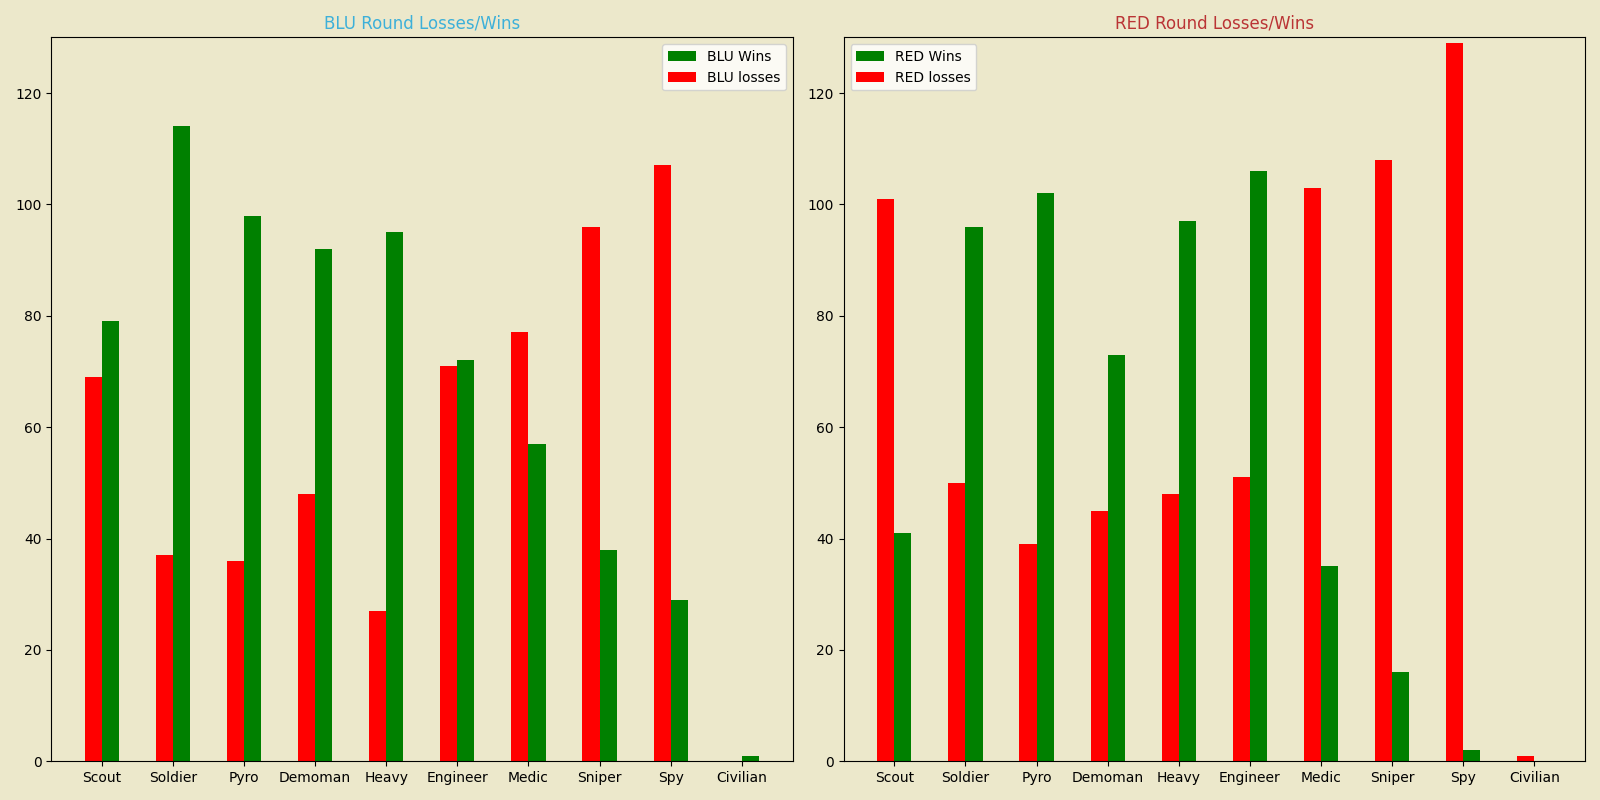 BLU Round Losses/Wins
BLU Wins
BLU losses
120
100
80
60
40
20
0
Scout Soldier Pyro Demoman Heavy Engineer Medic Sniper Spy Civilian
RED Round Losses/Wins
RED Wins
RED losses
120
100
80
60
40
20
0
Scout Soldier Pyro Demoman Heavy Engineer Medic Sniper Spy Civilian